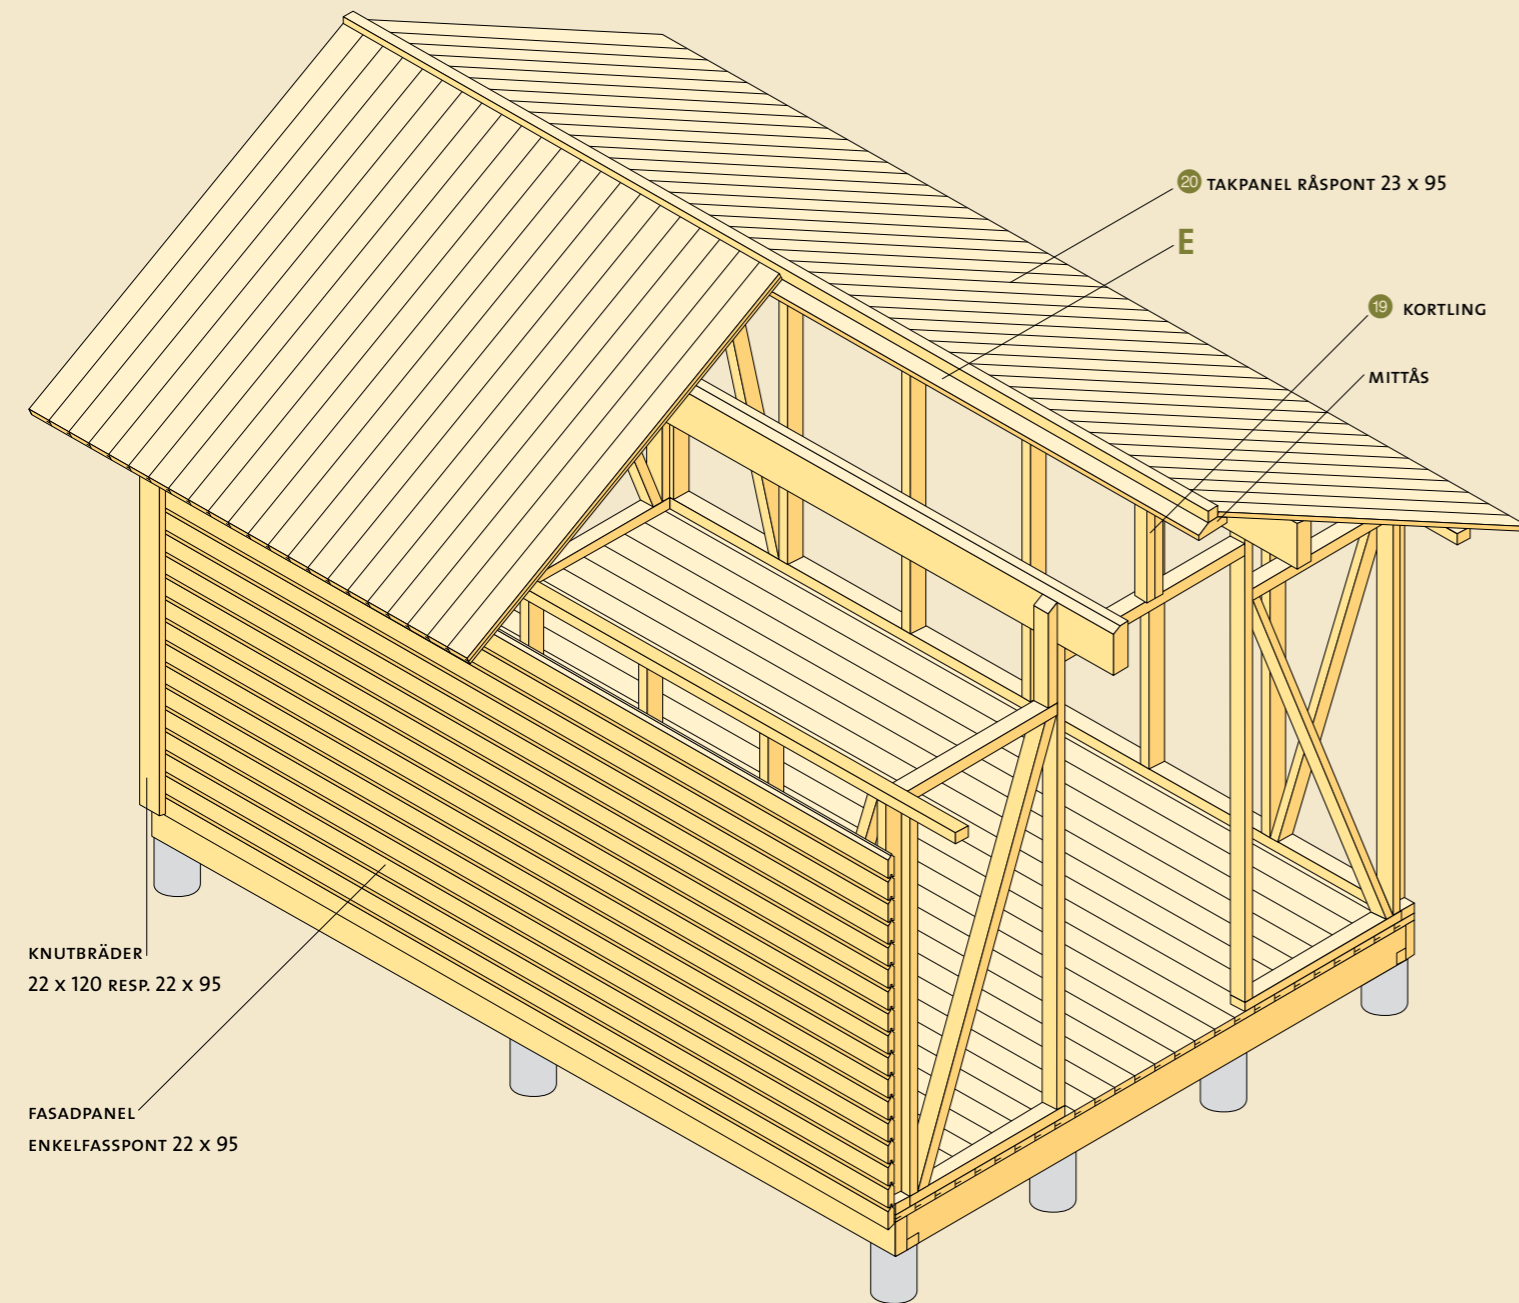 20 TAKPANEL RÅSPONT 23 x 95
E
19 KORTLING
MITTÅS
KNUTBRÄDER
22 x 120 RESP. 22 x 95
FASADPANEL
ENKELFASSPONT 22 x 95